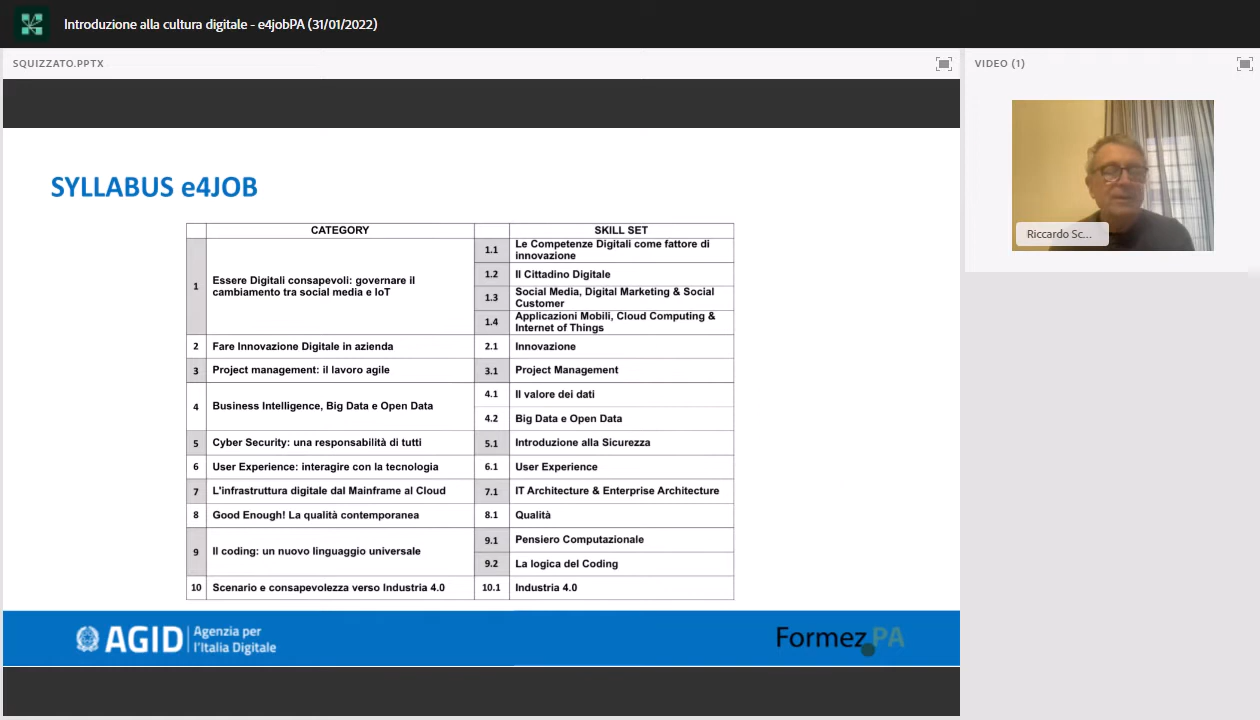 Introduzione alla cultura digitale - e4jobPA (31/01/2022)
SQUIZZATO.PPTX
VIDEO (1)
Riccardo Sc...
SYLLABUS e4JOB
CATEGORY
SKILL SET
1
Essere Digitali consapevoli: governare il
cambiamento tra social media e IoT
1.1
Le Competenze Digitali come fattore di
innovazione
1.2
Il Cittadino Digitale
1.3
Social Media, Digital Marketing & Social
Customer
1.4
Applicazioni Mobili, Cloud Computing &
Internet of Things
2
Fare Innovazione Digitale in azienda
2.1
Innovazione
3
Project management: il lavoro agile
3.1
Project Management
4
Business Intelligence, Big Data e Open Data
4.1
Il valore dei dati
4.2
Big Data e Open Data
5
Cyber Security: una responsabilità di tutti
5.1
Introduzione alla Sicurezza
6
User Experience: interagire con la tecnologia
6.1
User Experience
7
L'infrastruttura digitale dal Mainframe al Cloud
7.1
IT Architecture & Enterprise Architecture
8
Good Enough! La qualità contemporanea
8.1
Qualità
9
Il coding: un nuovo linguaggio universale
9.1
Pensiero Computazionale
9.2
La logica del Coding
10
Scenario e consapevolezza verso Industria 4.0
10.1
Industria 4.0
AGID
Agenzia per
l'Italia Digitale
Formez PA